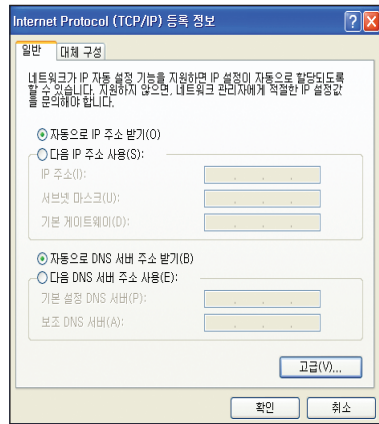 Internet Protocol (TCP/IP) 등록 정보
일반 대체 구성
네트워크가 IP 자동 설정 기능을 지원하면 IP 설정이 자동으로 할당되도록
할 수 있습니다. 지원하지 않으면, 네트워크 관리자에게 적절한 IP 설정값
을 문의해야 합니다.
자동으로 IP 주소 받기(O)
다음 IP 주소 사용(S):
IP 주소(I):
서브넷 마스크(U):
기본 게이트웨이(D):
자동으로 DNS 서버 주소 받기(B)
다음 DNS 서버 주소 사용(E):
기본 설정 DNS 서버(P):
보조 DNS 서버(A):
고급(V)...
확인 취소